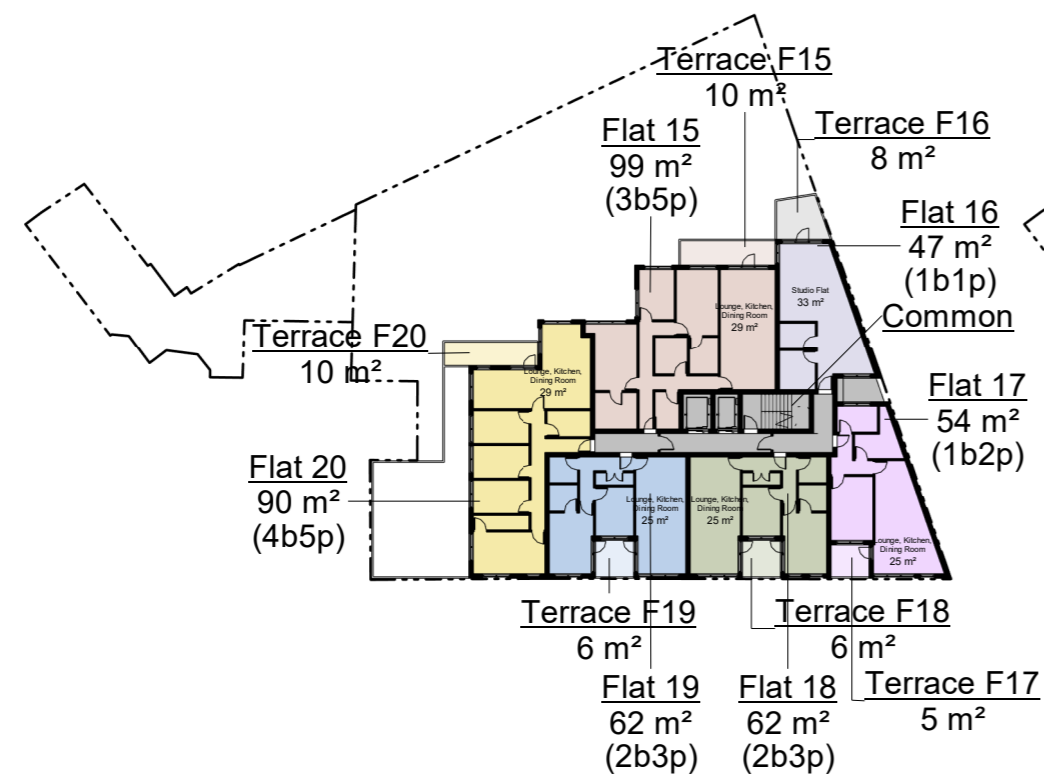 Terrace F15
10 m²
Terrace F16
8 m²
Flat 15
99 m²
(3b5p)
Flat 16
47 m²
(1b1p)
Studio Flat
33 m²
Lounge, Kitchen,
Dining Room
29 m²
Common
Terrace F20
10 m²
Lounge, Kitchen,
Dining Room
29 m²
Flat 17
54 m²
(1b2p)
Flat 20
90 m²
(4b5p)
Lounge, Kitchen,
Dining Room
25 m²
Lounge, Kitchen,
Dining Room
25 m²
Lounge, Kitchen,
Dining Room
25 m²
Terrace F19
6 m²
Terrace F18
6 m²
Flat 19
62 m²
(2b3p)
Flat 18
62 m²
(2b3p)
Terrace F17
5 m²